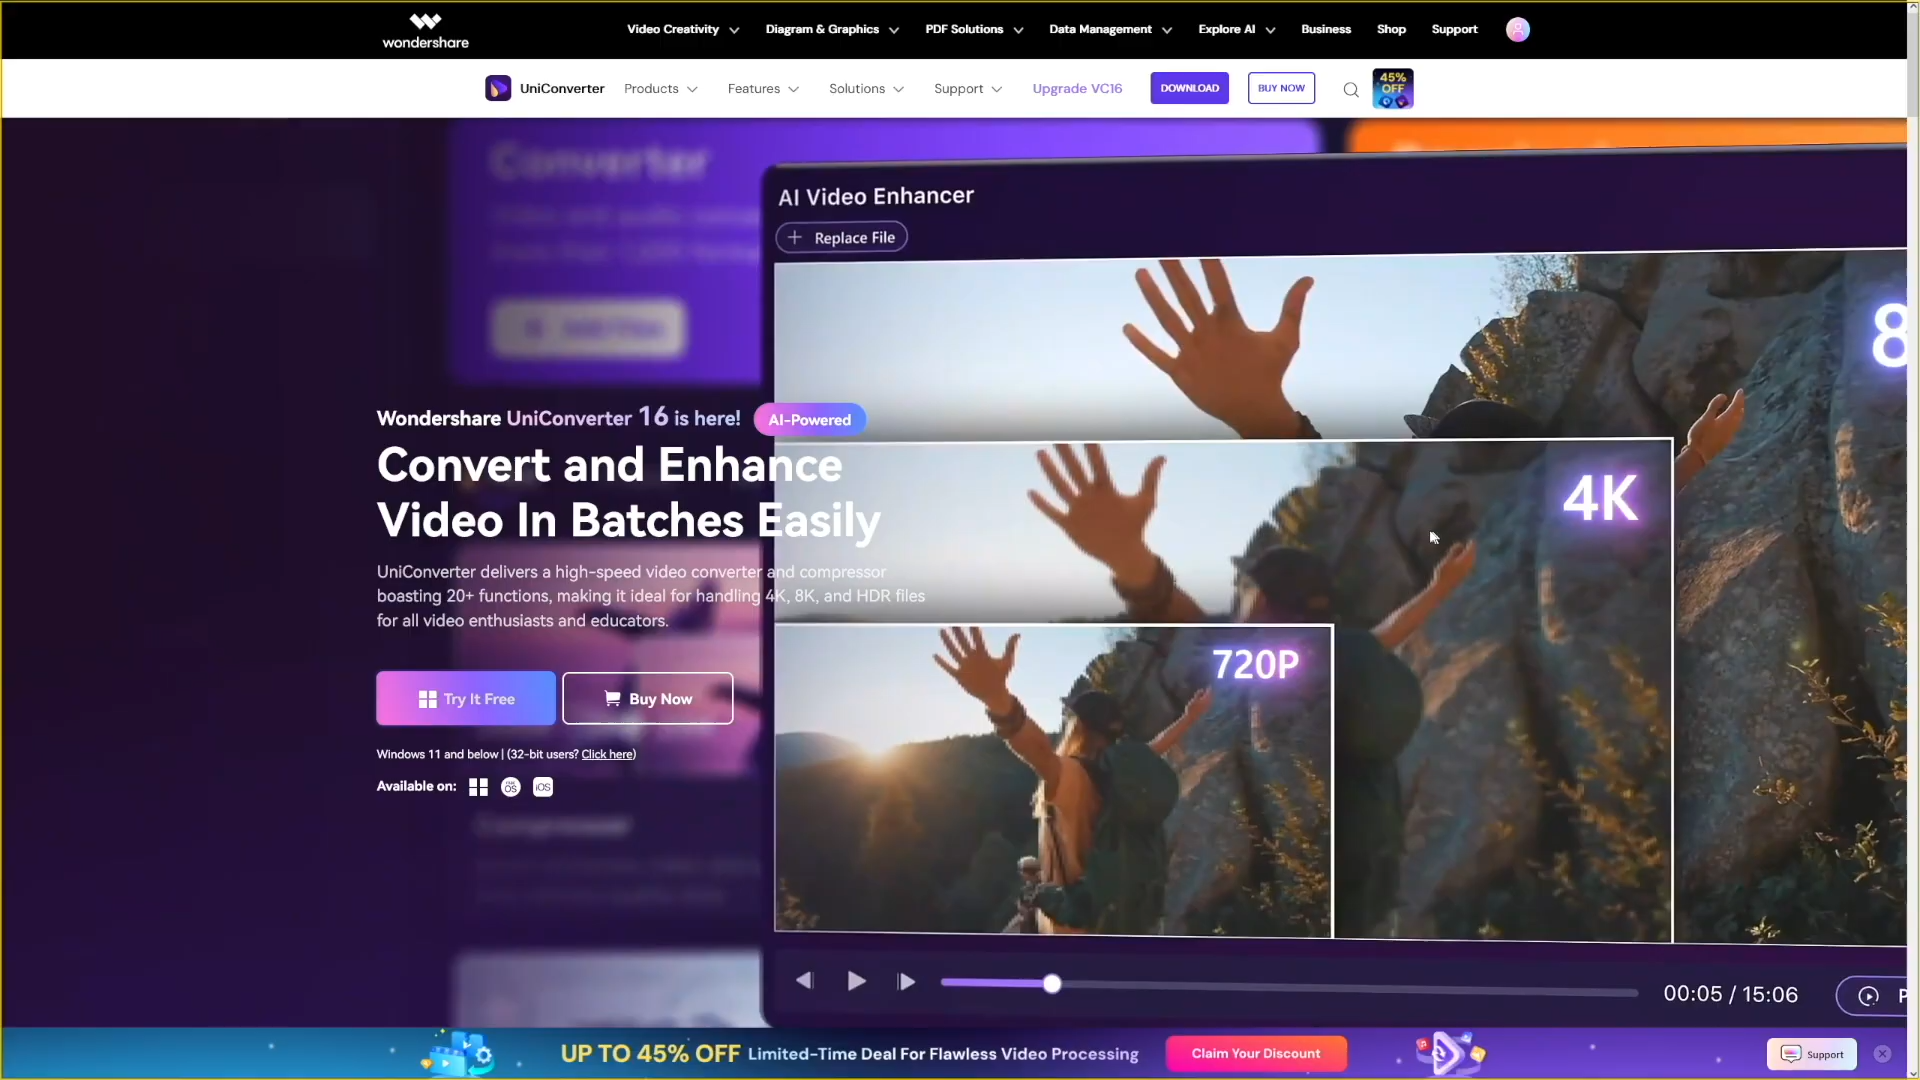 wondershare
Video Creativity
Diagram & Graphics
PDF Solutions
Data Management
Explore AI
Business
Shop
Support
UniConverter
Products
Features
Solutions
Support
Upgrade VC16
DOWNLOAD
BUY NOW
45%
OFF
Converter
AI Video Enhancer
Replace File
8
Wondershare UniConverter 16 is here!
AI-Powered
Convert and Enhance
Video In Batches Easily
4K
UniConverter delivers a high-speed video converter and compressor
boasting 20+ functions, making it ideal for handling 4K, 8K, and HDR files
for all video enthusiasts and educators.
720P
Try It Free
Buy Now
Windows 11 and below | (32-bit users? Click here)
Available on:
iOS
Compressor
00:05 / 15:06
P
UP TO 45% OFF Limited-Time Deal For Flawless Video Processing
Claim Your Discount
Support